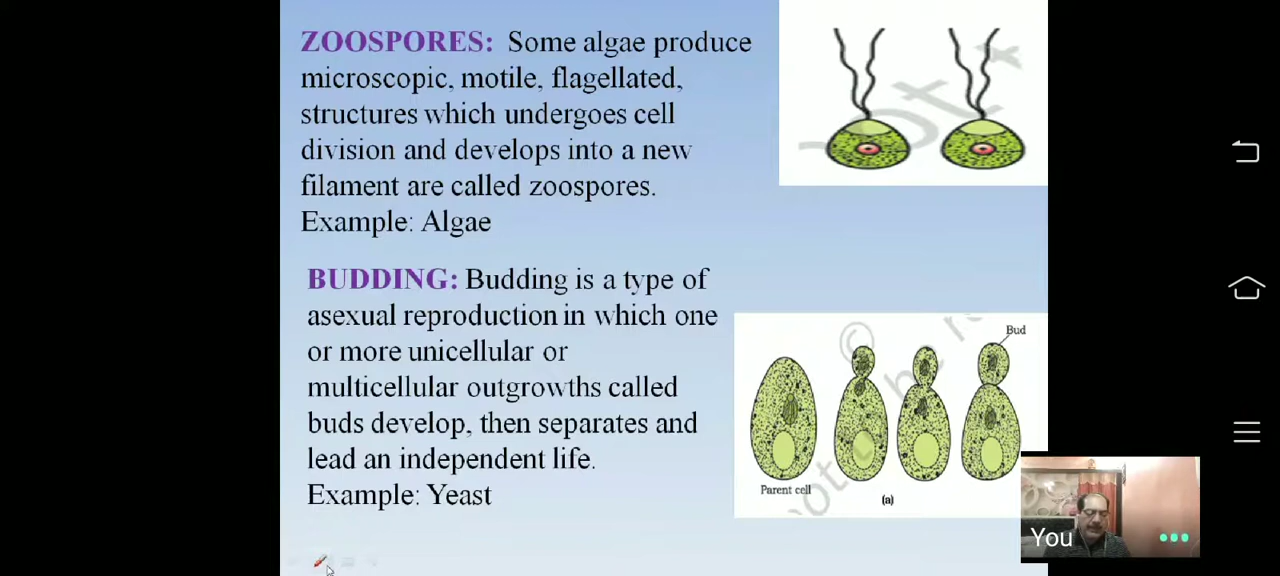 ZOOSPORES: Some algae produce
microscopic, motile, flagellated,
structures which undergoes cell
division and develops into a new
filament are called zoospores.
Example: Algae
BUDDING: Budding is a type of
asexual reproduction in which one
or more unicellular or
multicellular outgrowths called
buds develop, then separates and
lead an independent life.
Example: Yeast
Bud
Parent cell
(a)
You